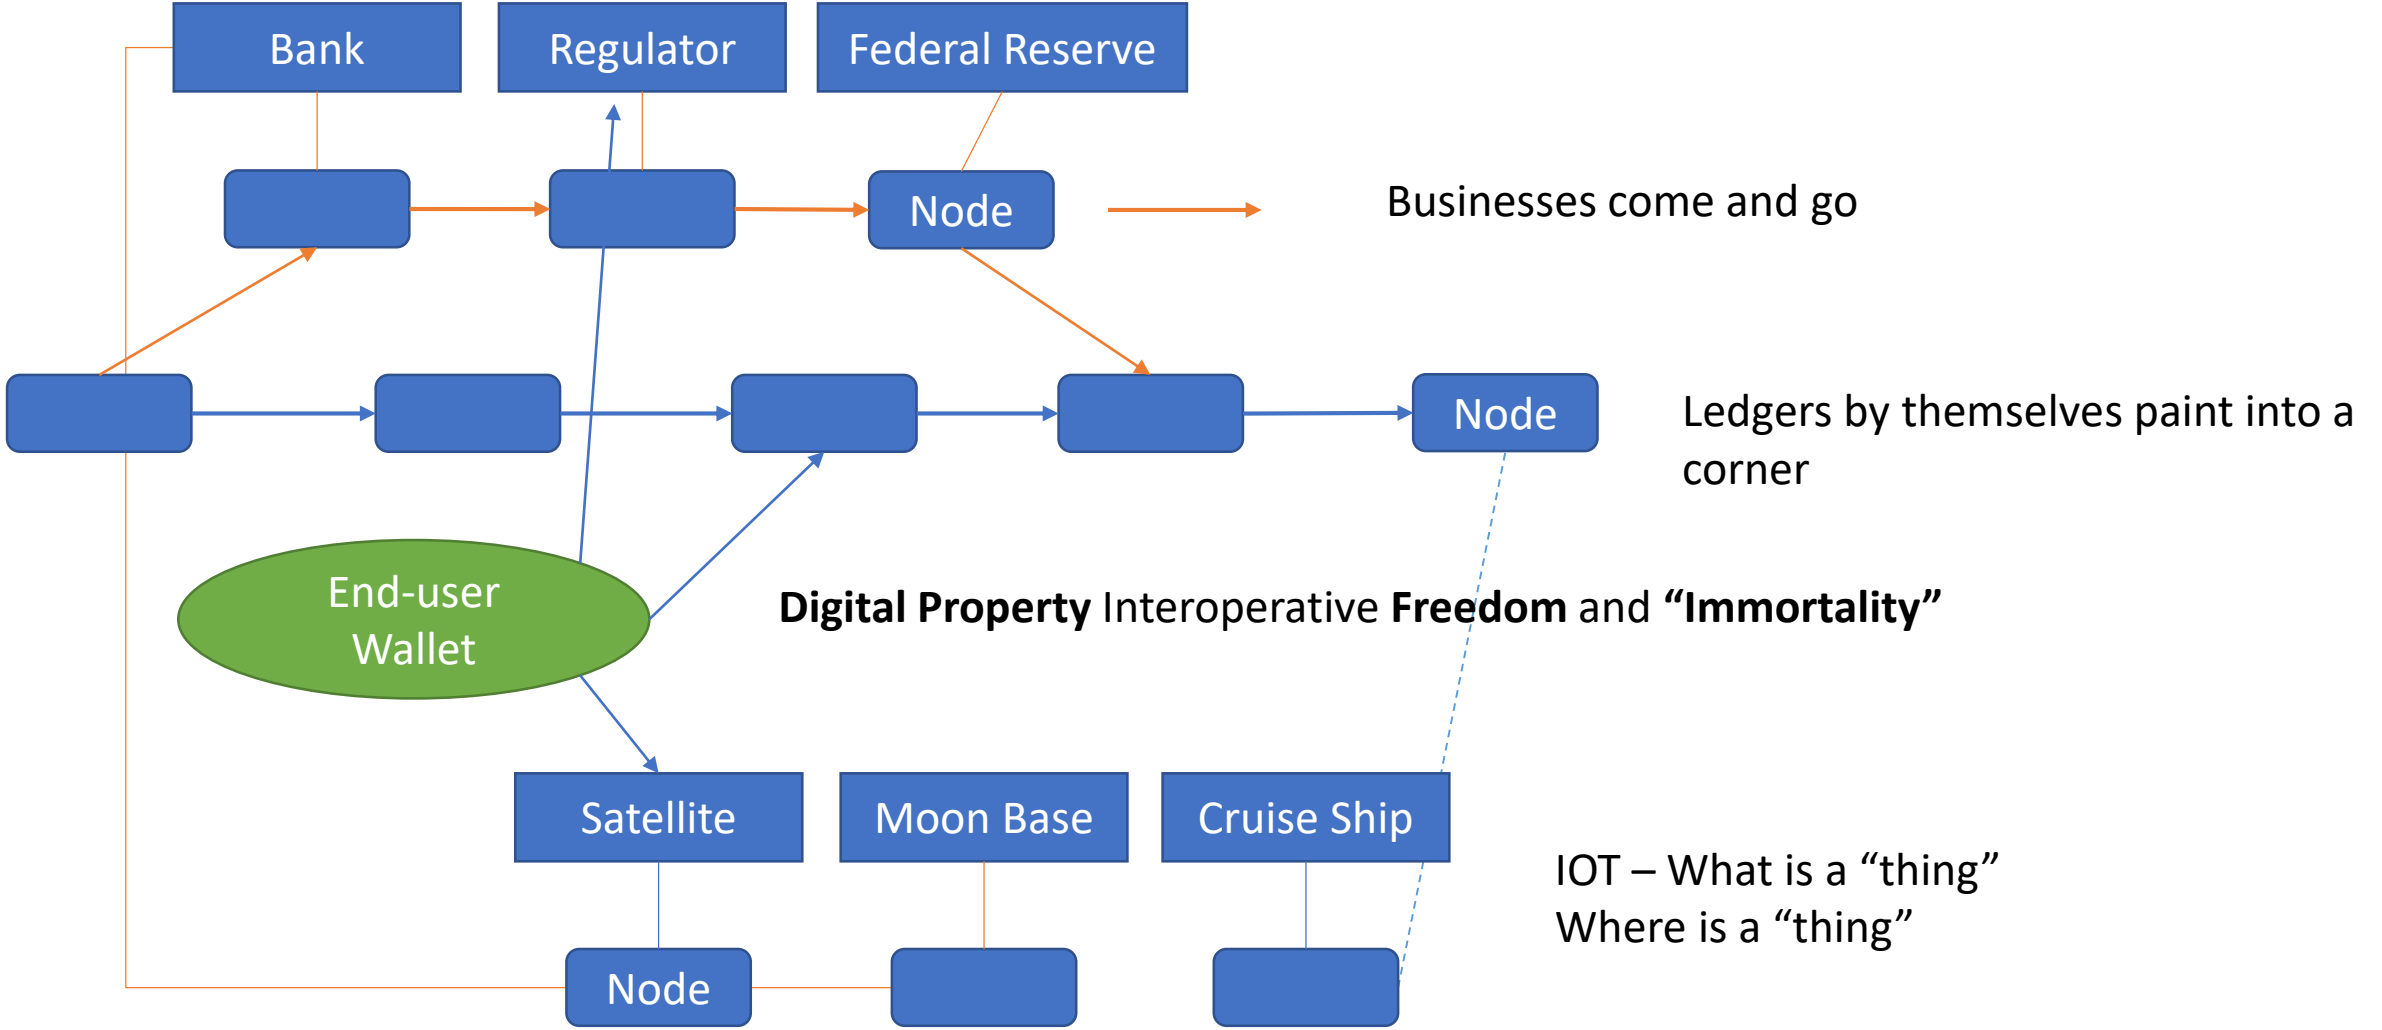 Bank
Regulator
Federal Reserve
Node
Businesses come and go
Node
Ledgers by themselves paint into a
corner
End-user
Wallet
Digital Property Interoperative Freedom and “Immortality”
Satellite
Moon Base
Cruise Ship
IOT – What is a “thing”
Where is a “thing”
Node